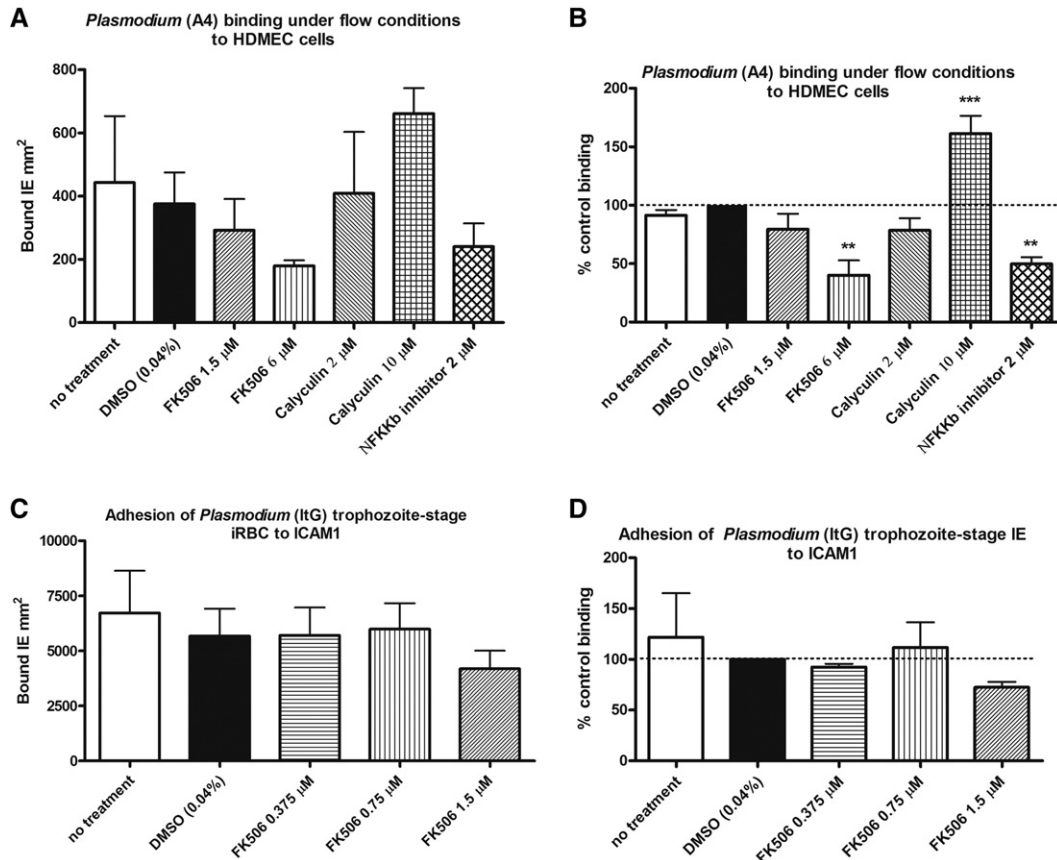 A
Plasmodium (A4) binding under flow conditions
to HDMEC cells
Bound IE mm²
800
600
400
200
0
no treatment
DMSO (0.04%)
FK506 1.5 µM
FK506 6 µM
Calyculin 2 µM
Calyculin 10 µM
NFKKb inhibitor 2 µM
B
Plasmodium (A4) binding under flow conditions
to HDMEC cells
% control binding
200
150
100
50
0
**
***
**
no treatment
DMSO (0.04%)
FK506 1.5 µM
FK506 6 µM
Calyculin 2 µM
Calyculin 10 µM
NFKKb inhibitor 2 µM
C
Adhesion of Plasmodium (ItG) trophozoite-stage
iRBC to ICAM1
Bound IE mm²
10000
7500
5000
2500
0
no treatment
DMSO (0.04%)
FK506 0.375 µM
FK506 0.75 µM
FK506 1.5 µM
D
Adhesion of Plasmodium (ItG) trophozoite-stage IE
to ICAM1
% control binding
200
150
100
50
0
no treatment
DMSO (0.04%)
FK506 0.375 µM
FK506 0.75 µM
FK506 1.5 µM